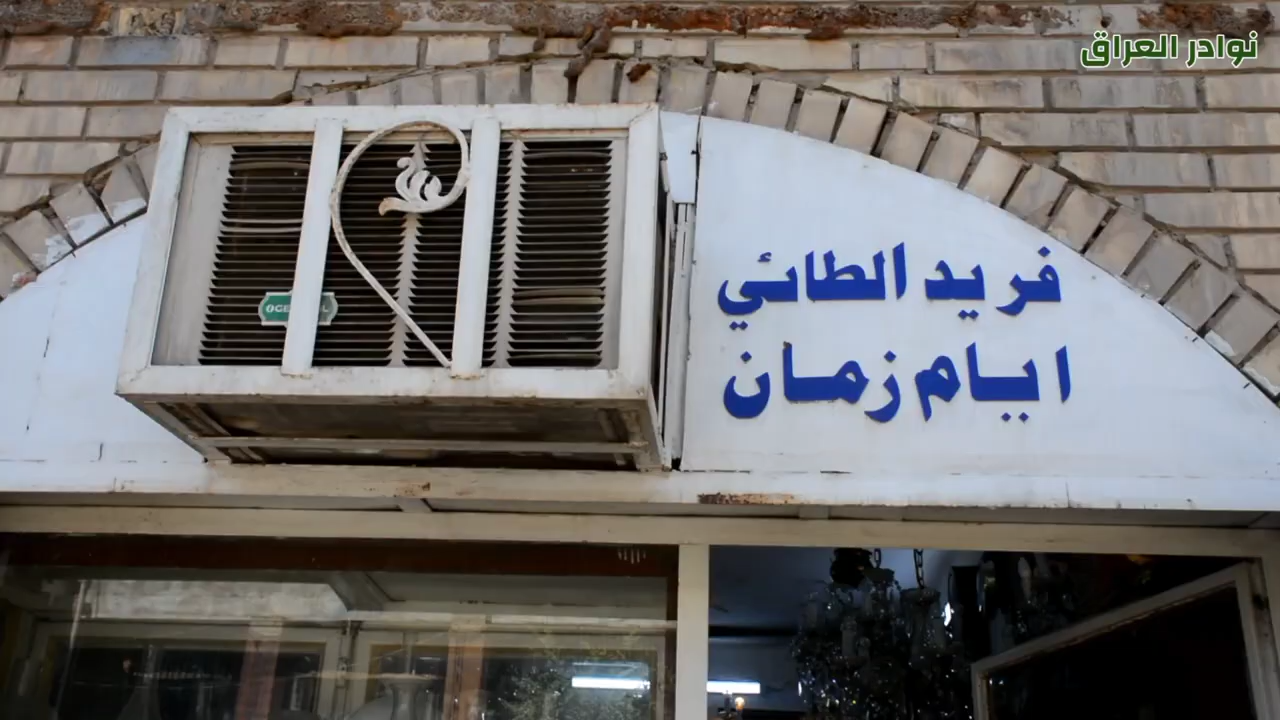 نوادر العراق
فريد الطائي
ايام زمان